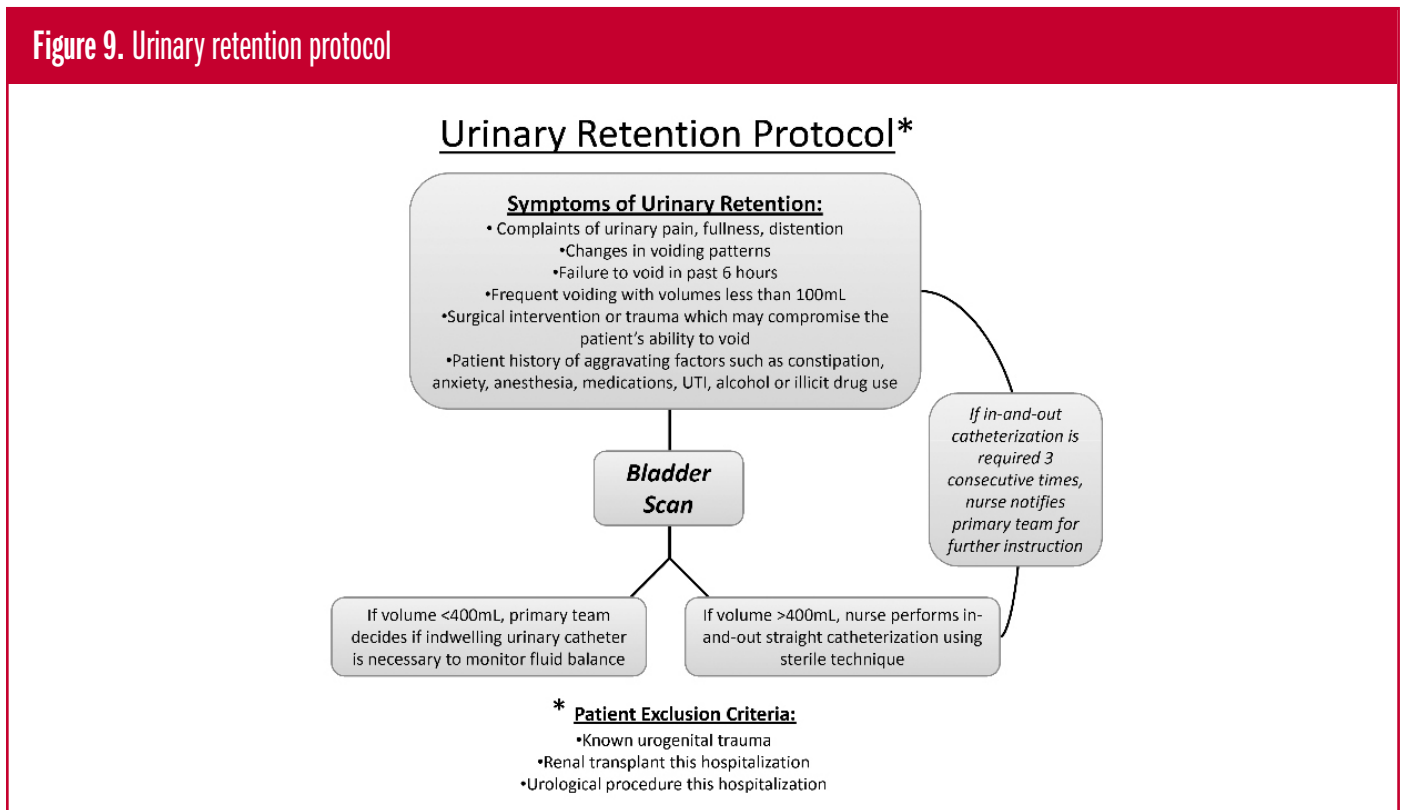 Figure 9. Urinary retention protocol
Urinary Retention Protocol*
Symptoms of Urinary Retention:
• Complaints of urinary pain, fullness, distention
•Changes in voiding patterns
•Failure to void in past 6 hours
•Frequent voiding with volumes less than 100mL
•Surgical intervention or trauma which may compromise the
patient's ability to void
•Patient history of aggravating factors such as constipation,
anxiety, anesthesia, medications, UTI, alcohol or illicit drug use
If in-and-out
catheterization is
required 3
consecutive times,
nurse notifies
primary team for
further instruction
Bladder
Scan
If volume <400mL, primary team
decides if indwelling urinary catheter
is necessary to monitor fluid balance
If volume >400mL, nurse performs in-
and-out straight catheterization using
sterile technique
* Patient Exclusion Criteria:
•Known urogenital trauma
•Renal transplant this hospitalization
•Urological procedure this hospitalization